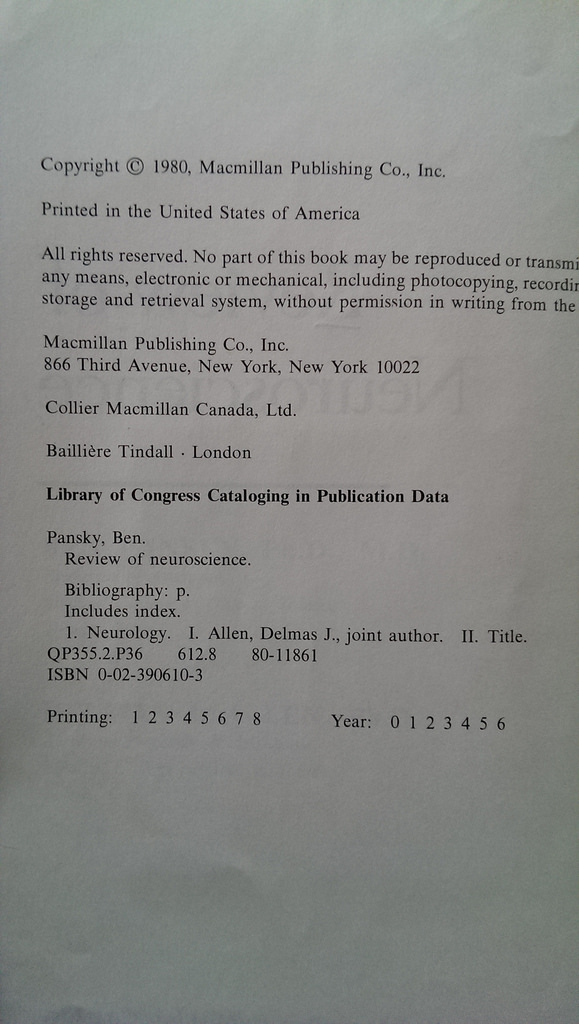 Copyright © 1980, Macmillan Publishing Co., Inc.
Printed in the United States of America
All rights reserved. No part of this book may be reproduced or transmi
any means, electronic or mechanical, including photocopying, recordin
storage and retrieval system, without permission in writing from the
Macmillan Publishing Co., Inc.
866 Third Avenue, New York, New York 10022
Collier Macmillan Canada, Ltd.
Baillière Tindall · London
Library of Congress Cataloging in Publication Data
Pansky, Ben.
Review of neuroscience.
Bibliography: p.
Includes index.
1. Neurology. I. Allen, Delmas J., joint author. II. Title.
QP355.2.P36 612.8 80-11861
ISBN 0-02-390610-3
Printing: 1 2 3 4 5 6 7 8 Year: 0 1 2 3 4 5 6